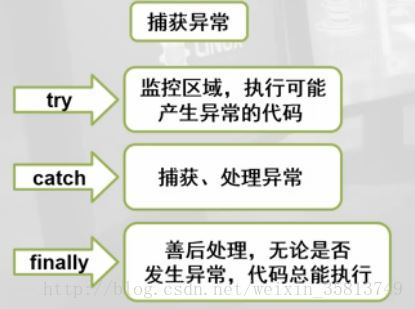 捕获异常
try
监控区域，执行可能
产生异常的代码
catch
捕获、处理异常
finally
善后处理，无论是否
发生异常，代码总能执行
http://blog.csdn.net/weixin_35813749